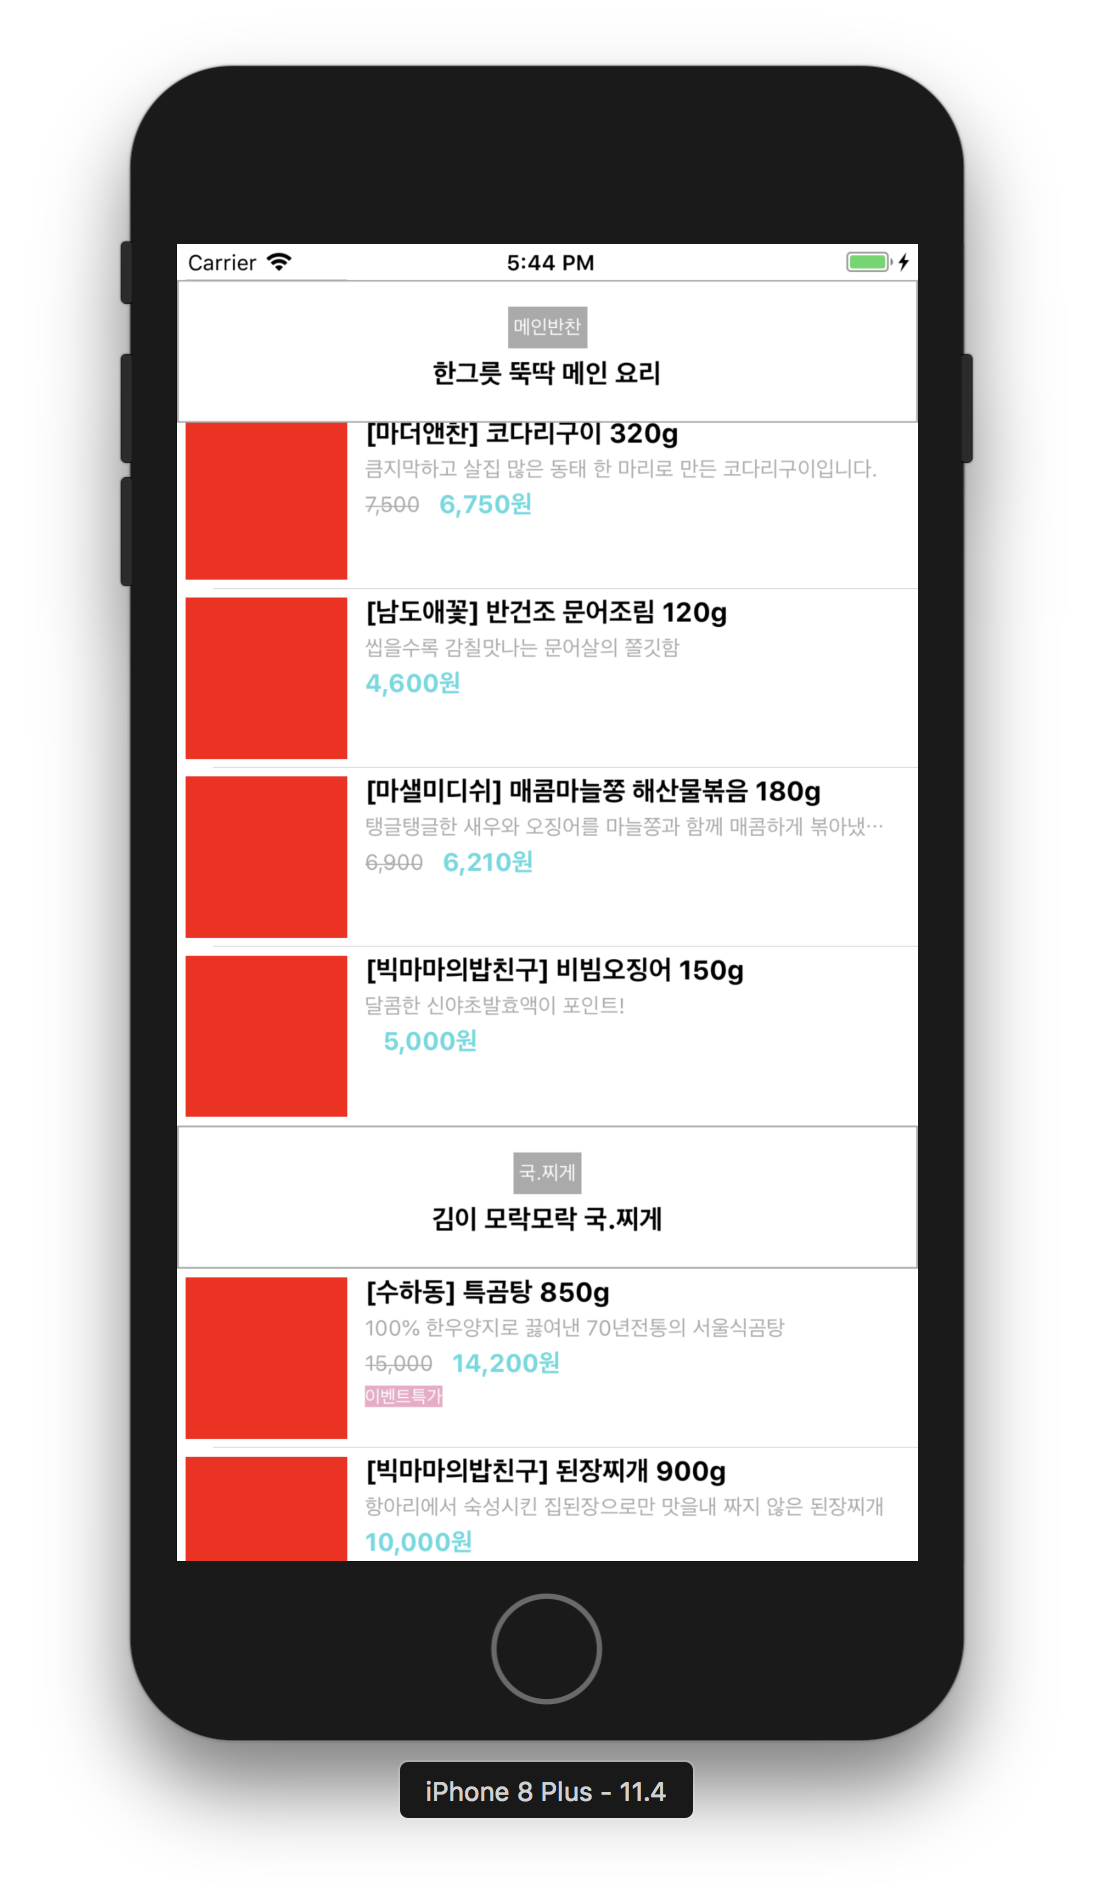 Carrier 5:44 PM
메인반찬
한그릇 뚝딱 메인 요리
[마더앤찬] 코다리구이 320g
큼지막하고 살집 많은 동태 한 마리로 만든 코다리구이입니다.
7,500 6,750원
[남도애꽃] 반건조 문어조림 120g
씹을수록 감칠맛나는 문어살의 쫄깃함
4,600원
[마샐미디쉬] 매콤마늘쫑 해산물볶음 180g
탱글탱글한 새우와 오징어를 마늘쫑과 함께 매콤하게 볶아냈…
6,900 6,210원
[빅마마의밥친구] 비빔오징어 150g
달콤한 신야초발효액이 포인트!
5,000원
국.찌게
김이 모락모락 국.찌게
[수하동] 특곰탕 850g
100% 한우양지로 끓여낸 70년전통의 서울식곰탕
15,000 14,200원
이벤트특가
[빅마마의밥친구] 된장찌개 900g
항아리에서 숙성시킨 집된장으로만 맛을내 짜지 않은 된장찌개
10,000원
iPhone 8 Plus - 11.4